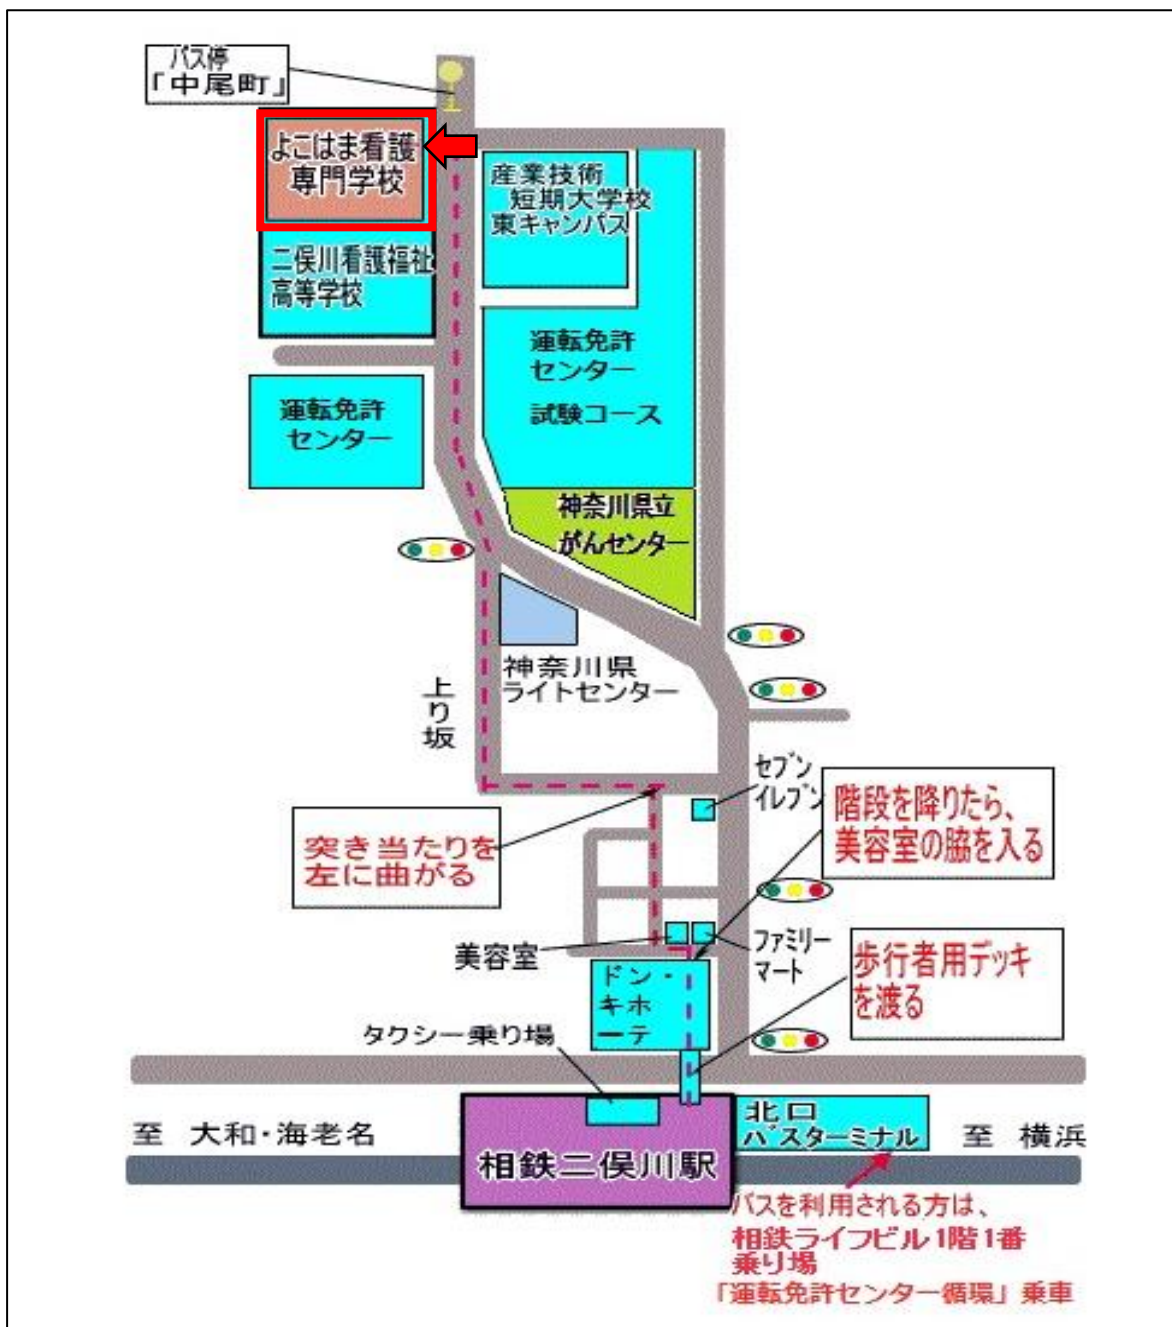 バス停
「中尾町」
よこはま看護
専門学校
産業技術
短期大学校
東キャンパス
二俣川看護福祉
高等学校
運転免許
センター
試験コース
運転免許
センター
神奈川県立
がんセンター
神奈川県
ライトセンター
上り坂
セブン
イレブン
階段を降りたら、
美容室の脇を入る
突き当たりを
左に曲がる
美容室
ファミリー
マート
歩行者用デッキ
を渡る
ドン・
キホ
ーテ
タクシー乗り場
至 大和・海老名
北口
バスターミナル
至 横浜
相鉄二俣川駅
バスを利用される方は、
相鉄ライフビル1階1番
乗り場
「運転免許センター循環」乗車